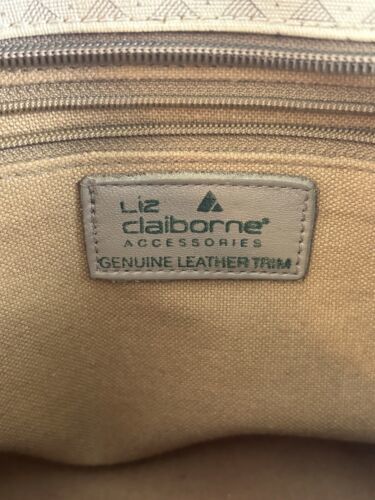 Liz
claiborne®
ACCESSORIES
GENUINE LEATHER TRIM